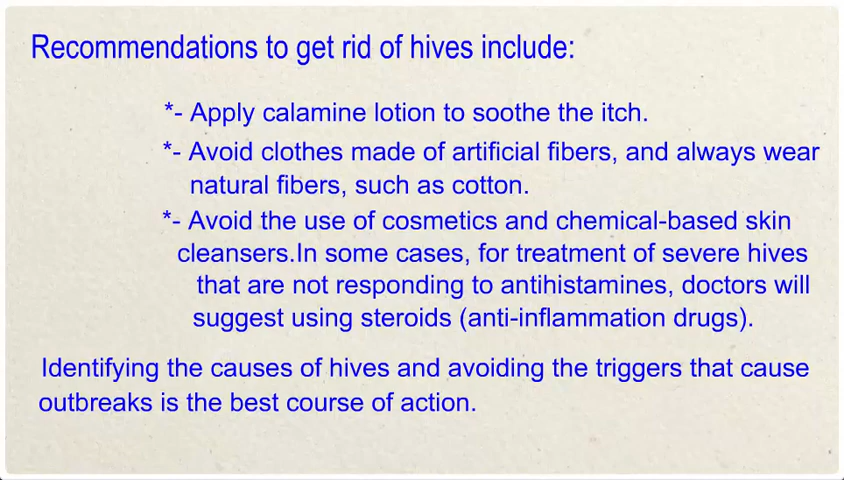 Recommendations to get rid of hives include:
*- Apply calamine lotion to soothe the itch.
*- Avoid clothes made of artificial fibers, and always wear
natural fibers, such as cotton.
*- Avoid the use of cosmetics and chemical-based skin
cleansers.In some cases, for treatment of severe hives
that are not responding to antihistamines, doctors will
suggest using steroids (anti-inflammation drugs).
Identifying the causes of hives and avoiding the triggers that cause
outbreaks is the best course of action.